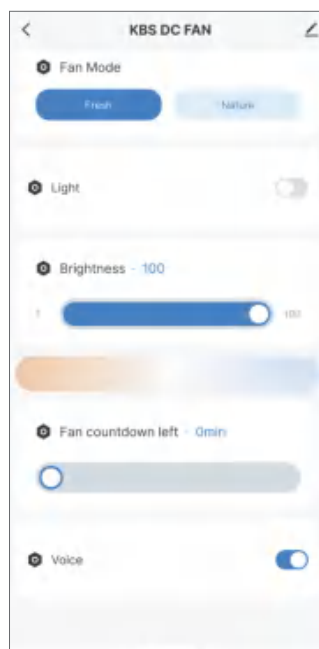 KBS DC FAN
Fan Mode
Fresh Nature
Light
Brightness · 100
1 100
Fan countdown left · 0min
Voice